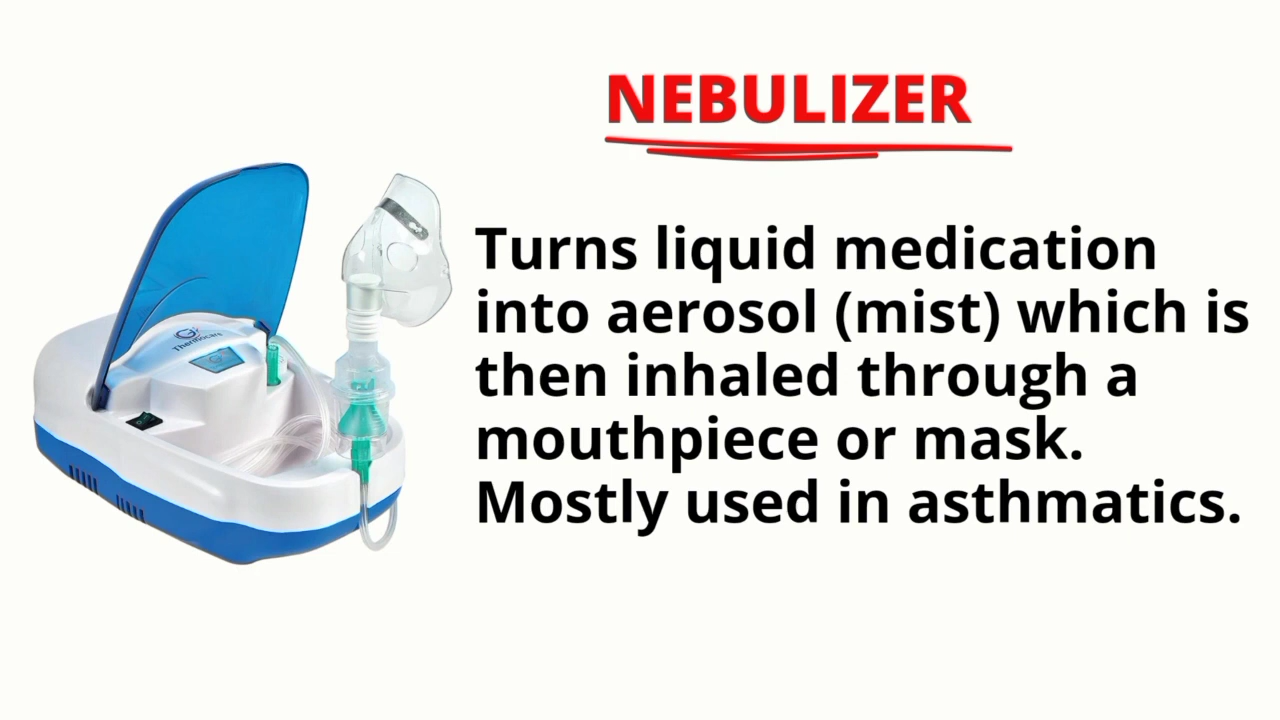 NEBULIZER
Turns liquid medication
into aerosol (mist) which is
then inhaled through a
mouthpiece or mask.
Mostly used in asthmatics.
Thermocare